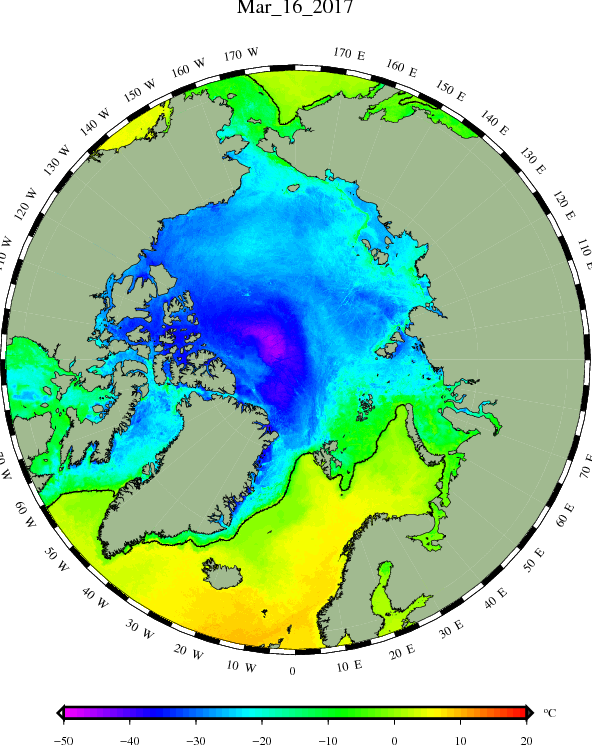 Mar_16_2017
170 W
170 E
160 W
160 E
150 W
150 E
140 W
140 E
130 W
130 E
120 W
120 E
10 W
110 E
70 E
60 W
60 E
50 W
50 E
40 W
40 E
30 W
30 E
20 W
20 E
10 W
10 E
0
°C
−50 −40 −30 −20 −10 0 10 20